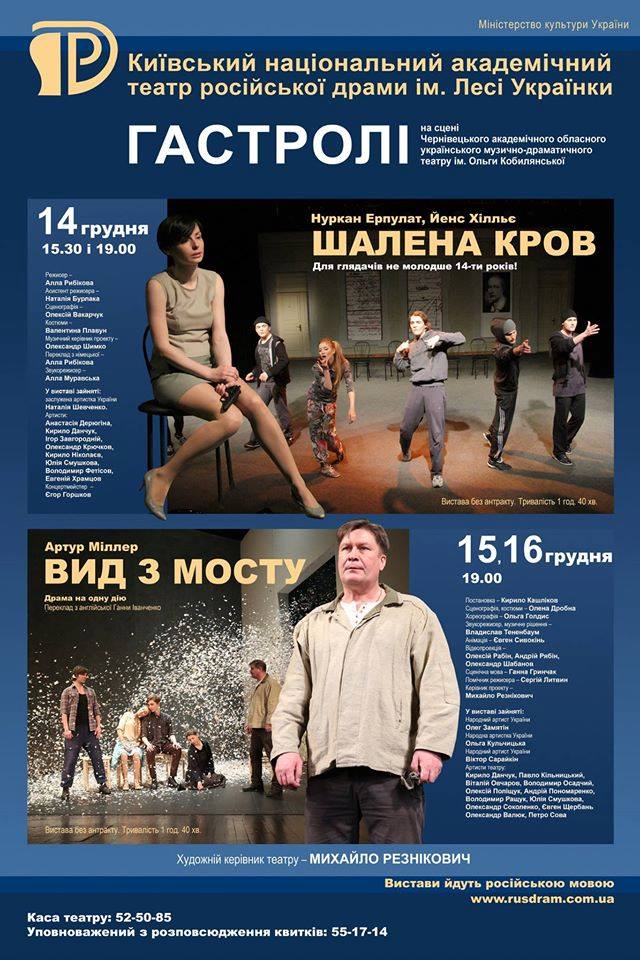 Міністерство культури України
Київський національний академічний
театр російської драми ім. Лесі Українки
ГАСТРОЛІ
на сцені
Чернівецького академічного обласного
українського музично-драматичного
театру ім. Ольги Кобилянської
14 грудня
15.30 і 19.00
Режисер –
Алла Рибікова
Асистент режисера –
Наталія Бурлака
Сценографія –
Олексій Вакарчук
Костюми –
Валентина Плавун
Музичний керівник проекту –
Олександр Шимко
Переклад з німецької –
Алла Рибікова
Звукорежисер –
Алла Муравська
У виставі зайняті:
заслужена артистка України
Наталія Шевченко.
Артисти:
Анастасія Дерюгіна,
Кирило Данчук,
Ігор Завгородній,
Олександр Крючков,
Кирило Ніколаєв,
Юлія Смушкова,
Володимир Фетісов,
Евгеній Храмцов
Концертмейстер –
Єгор Горшков
Нуркан Ерпулат, Йенс Хілльє
ШАЛЕНА КРОВ
Для глядачів не молодше 14-ти років!
Вистава без антракту. Тривалість 1 год. 40 хв.
Артур Міллер
ВИД З МОСТУ
Драма на одну дію
Переклад з англійської Ганни Іванченко
Вистава без антракту. Тривалість 1 год. 40 хв.
15,16 грудня
19.00
Постановка – Кирило Кашліков
Сценографія, костюми – Олена Дробна
Хореографія – Ольга Голдис
Звукорежисер, музичне рішення –
Владислав Тененбаум
Анімація – Євген Сивокінь
Відеопроекція –
Олексій Рабін, Андрій Рябін,
Олександр Шабанов
Сценічна мова – Ганна Гринчак
Помічник режисера – Сергій Литвин
Керівник проекту –
Михайло Резнікович
У виставі зайняті:
Народний артист України
Олег Замятін
Народна артистка України
Ольга Кульчицька
Народний артист України
Віктор Сарайкін
Артисти театру:
Кирило Данчук, Павло Кільницький,
Віталій Овчаров, Володимир Осадчий,
Олексій Поліщук, Андрій Пономаренко,
Володимир Ращук, Юлія Смушкова,
Олександр Соколенко, Євген Щербань
Олександр Валюк, Петро Сова
Художній керівник театру – МИХАЙЛО РЕЗНІКОВИЧ
Вистави йдуть російською мовою
www.rusdram.com.ua
Каса театру: 52-50-85
Уповноважений з розповсюдження квитків: 55-17-14